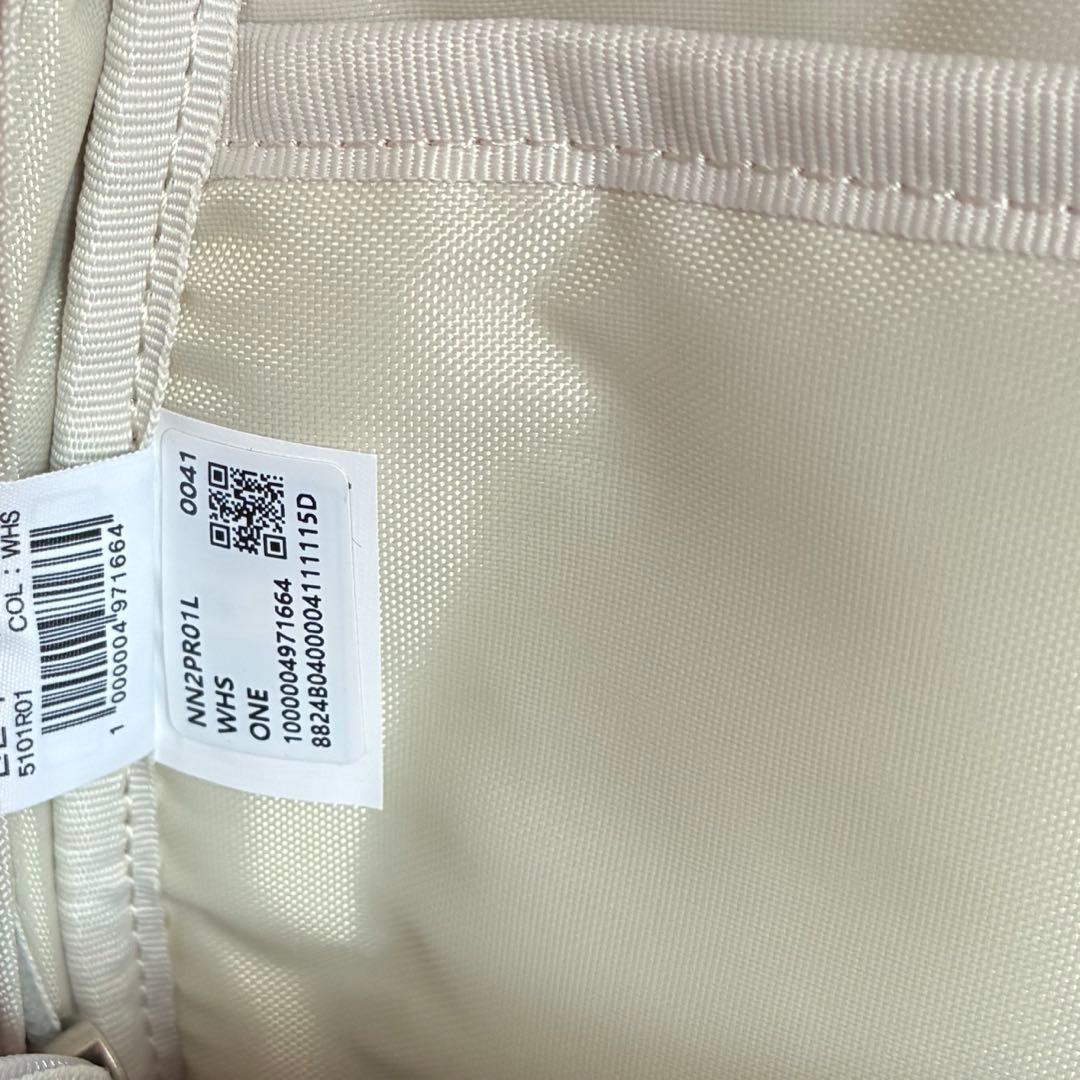 COL : WHS
1 000004 971664
5101R01
NN2PR01L 0041
WHS
ONE
1000004971664
8824B0400004111115D